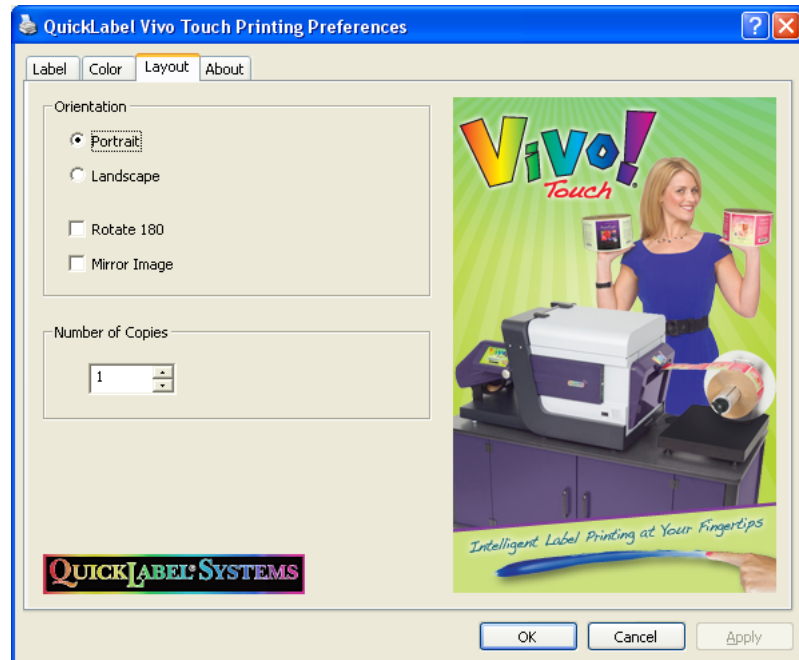 QuickLabel Vivo Touch Printing Preferences
Label Color Layout About
Orientation
Portrait
Landscape
Rotate 180
Mirror Image
Number of Copies
1
QUICKLABEL® SYSTEMS
ViVo!
Touch
Intelligent Label Printing at Your Fingertips
OK Cancel Apply